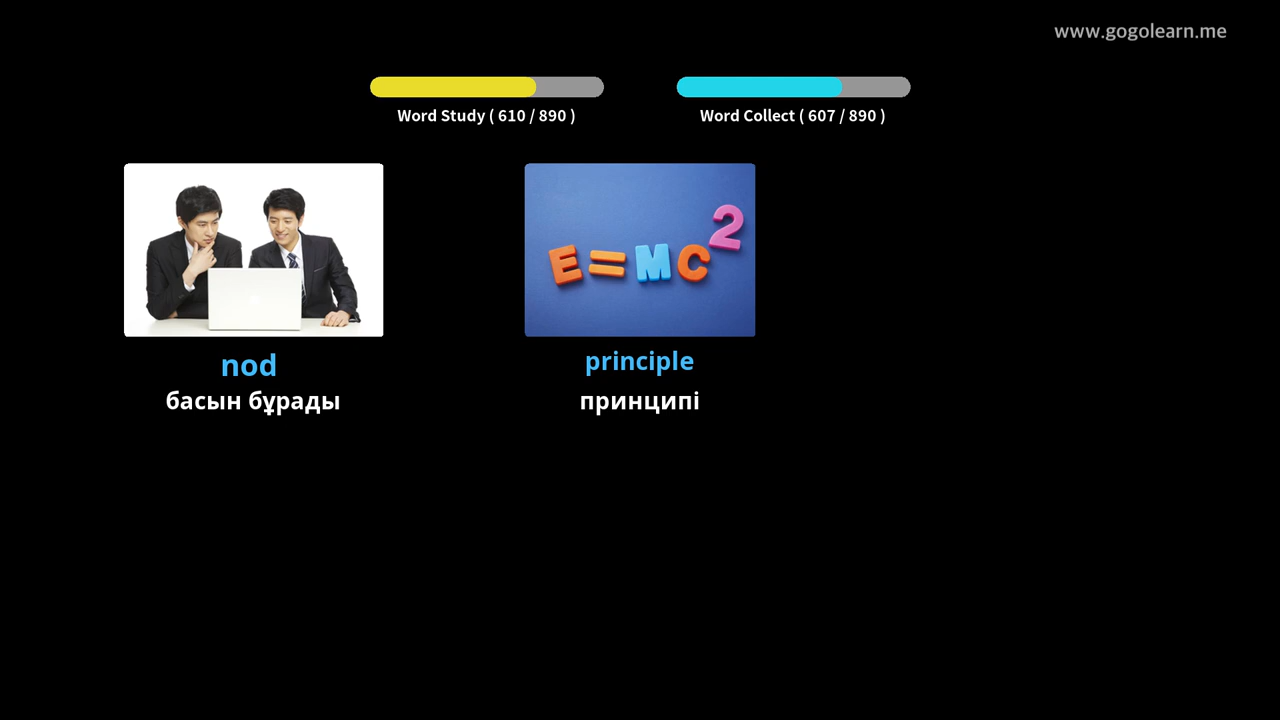 www.gogolearn.me
Word Study ( 610 / 890 )
Word Collect ( 607 / 890 )
E=MC2
nod
басын бұрады
principle
принципі